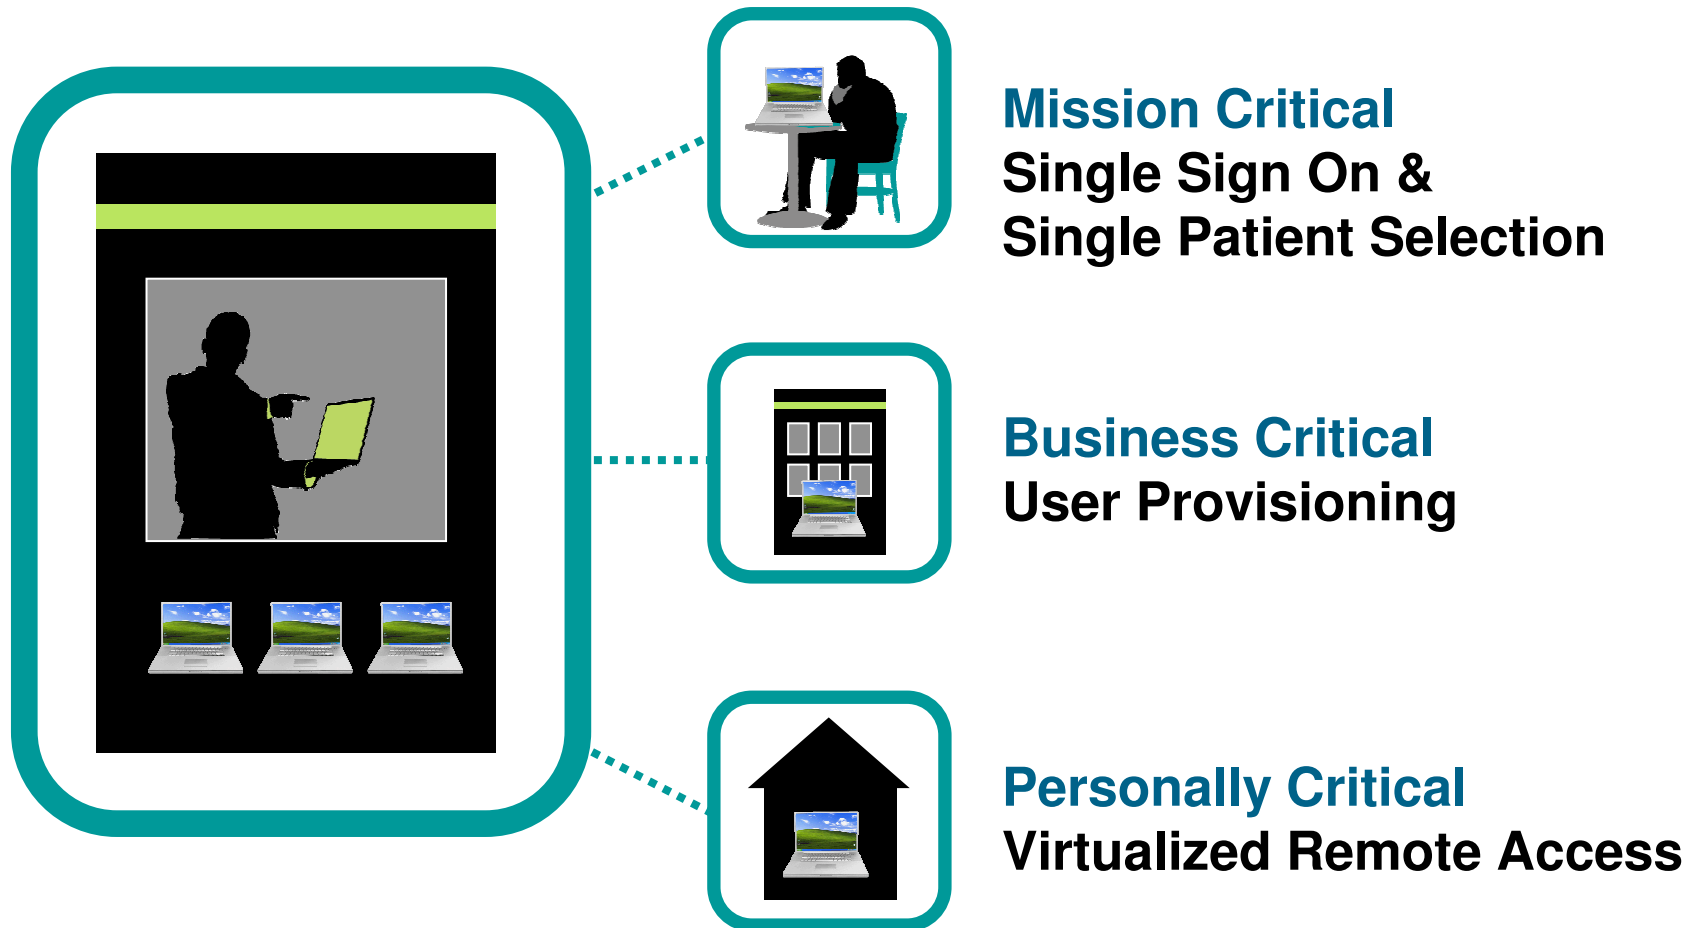 Mission Critical
Single Sign On &
Single Patient Selection
Business Critical
User Provisioning
Personally Critical
Virtualized Remote Access